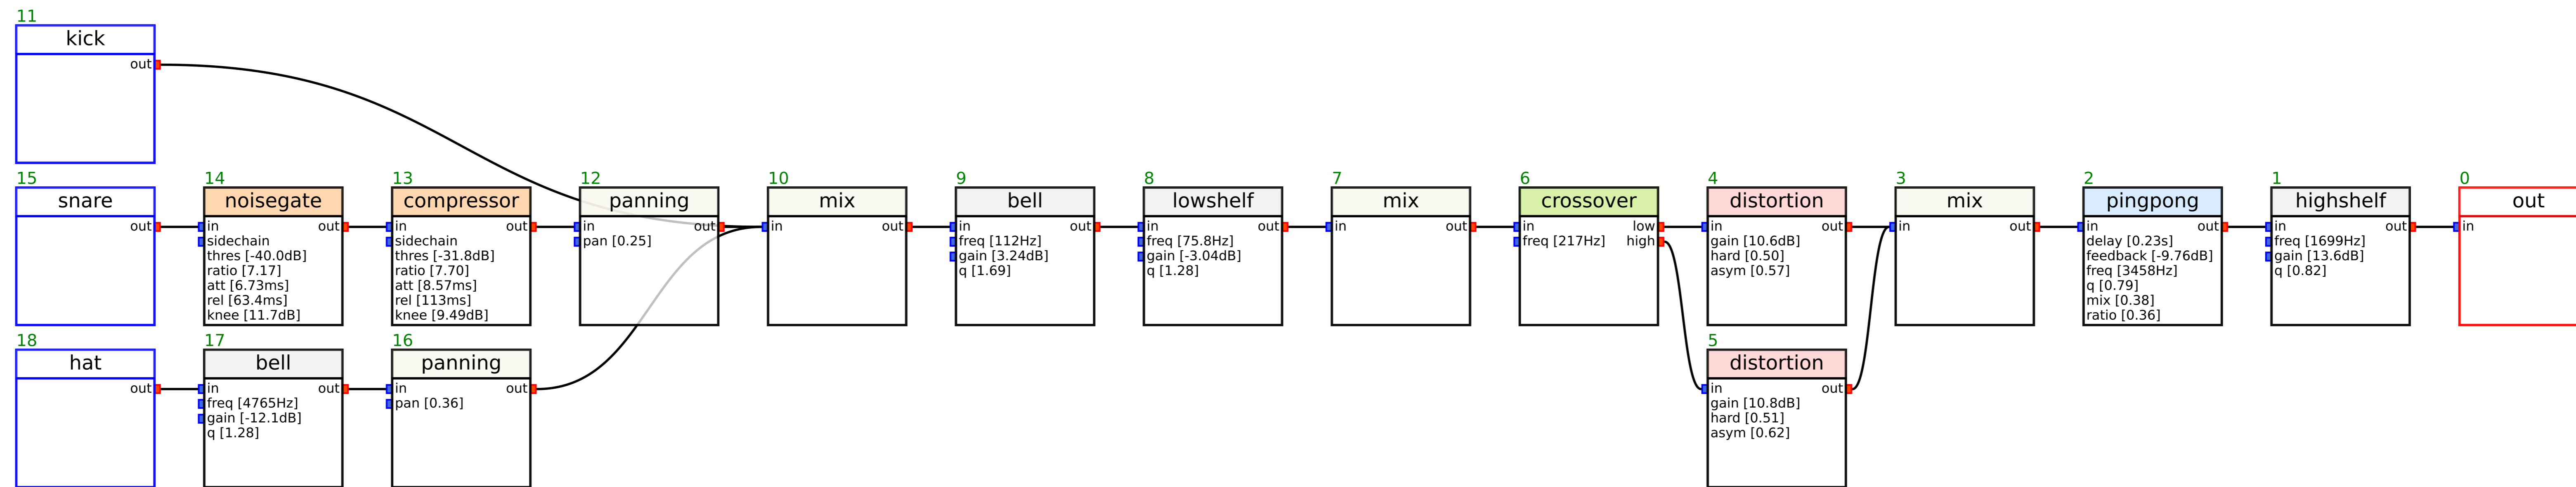 11
kick
out
15
snare
out
14
noisegate
in out
sidechain
thres [-40.0dB]
ratio [7.17]
att [6.73ms]
rel [63.4ms]
knee [11.7dB]
13
compressor
in out
sidechain
thres [-31.8dB]
ratio [7.70]
att [8.57ms]
rel [113ms]
knee [9.49dB]
12
panning
in out
pan [0.25]
10
mix
in out
9
bell
in out
freq [112Hz]
gain [3.24dB]
q [1.69]
8
lowshelf
in out
freq [75.8Hz]
gain [-3.04dB]
q [1.28]
7
mix
in out
6
crossover
in low
freq [217Hz] high
4
distortion
in out
gain [10.6dB]
hard [0.50]
asym [0.57]
3
mix
in out
2
pingpong
in out
delay [0.23s]
feedback [-9.76dB]
freq [3458Hz]
q [0.79]
mix [0.38]
ratio [0.36]
1
highshelf
in out
freq [1699Hz]
gain [13.6dB]
q [0.82]
0
out
in
18
hat
out
17
bell
in out
freq [4765Hz]
gain [-12.1dB]
q [1.28]
16
panning
in out
pan [0.36]
5
distortion
in out
gain [10.8dB]
hard [0.51]
asym [0.62]